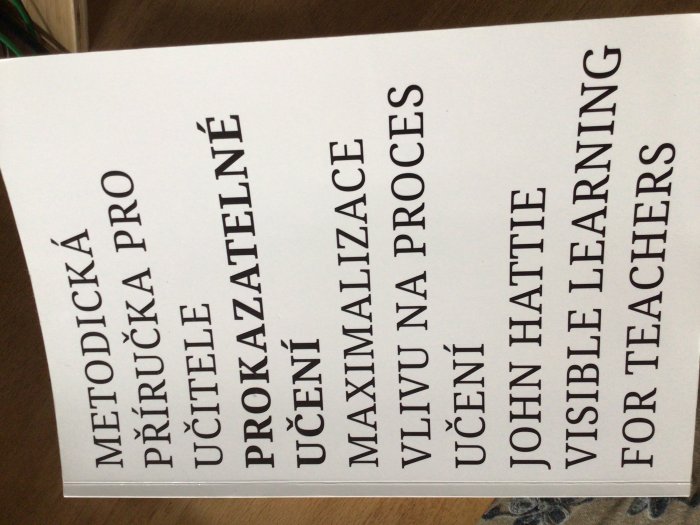 METODICKÁ
PŘÍRUČKA PRO
UČITELE
PROKAZATELNÉ
UČENÍ
MAXIMALIZACE
VLIVU NA PROCES
UČENÍ
JOHN HATTIE
VISIBLE LEARNING
FOR TEACHERS